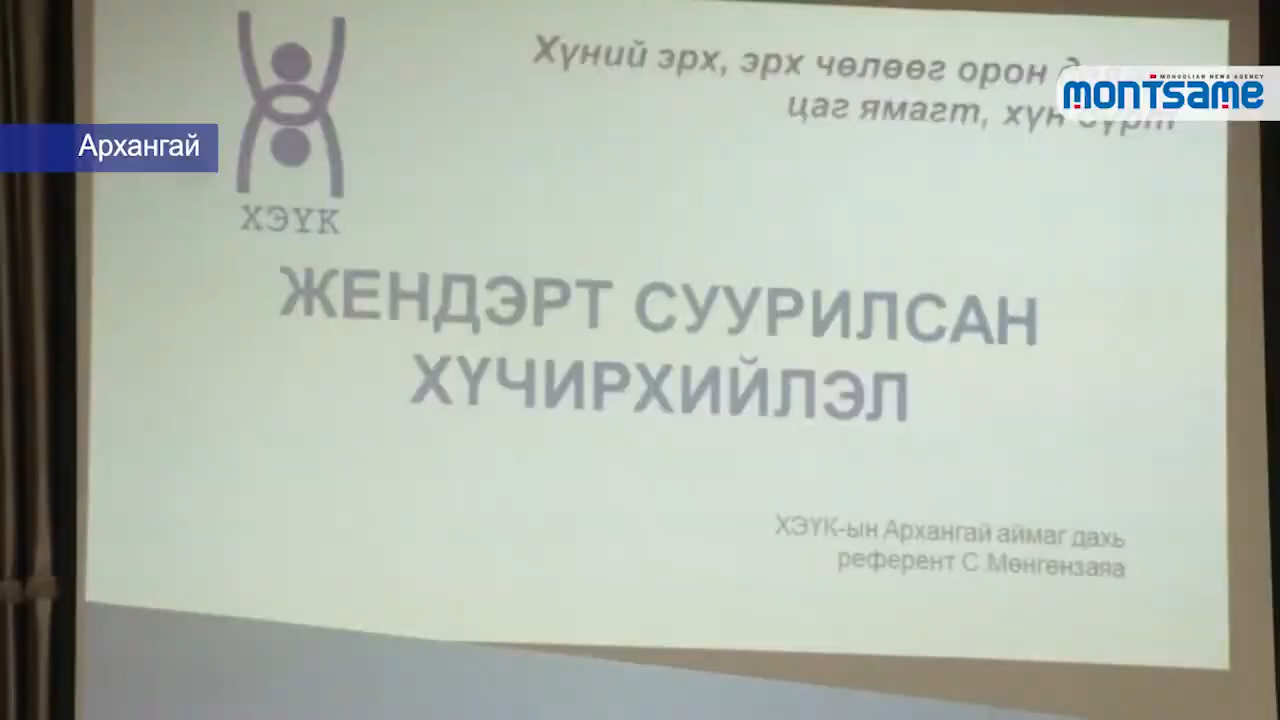 Хүний эрх, эрх чөлөөг орон
MONGOLIAN NEWS AGENCY
MONTSAME
цаг ямагт, хүн
Архангай
ХЭҮК
ЖЕНДЭРТ СУУРИЛСАН
ХҮЧИРХИЙЛЭЛ
ХЭҮК-ын Архангай аймаг дахь
референт С.Мөнгөнзаяа